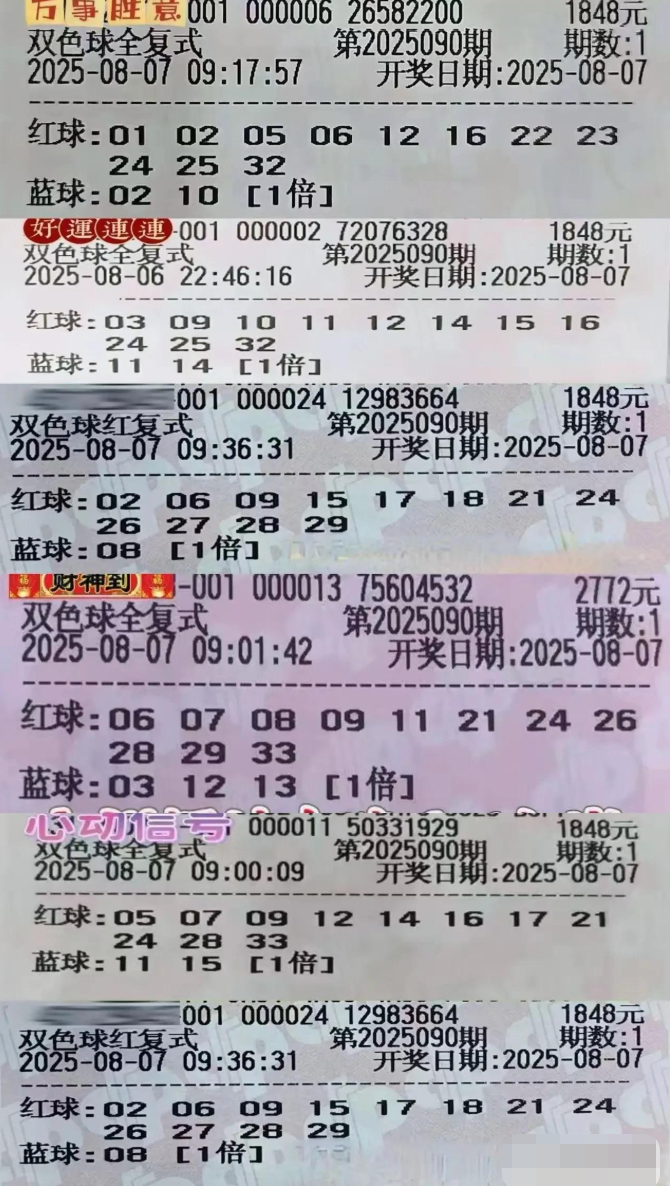 万事胜意 001 000006 26582200 1848元
双色球全复式 第2025090期 期数:1
2025-08-07 09:17:57 开奖日期:2025-08-07
红球:01 02 05 06 12 16 22 23
24 25 32
蓝球:02 10 [1倍]
好運連連-001 000002 72076328 1848元
双色球全复式 第2025090期 期数:1
2025-08-06 22:46:16 开奖日期:2025-08-07
红球:03 09 10 11 12 14 15 16
24 25 32
蓝球:11 14 [1倍]
001 000024 12983664 1848元
双色球红复式 第2025090期 期数:1
2025-08-07 09:36:31 开奖日期:2025-08-07
红球:02 06 09 15 17 18 21 24
26 27 28 29
蓝球:08 [1倍]
财神到-001 000013 75604532 2772元
双色球全复式 第2025090期 期数:1
2025-08-07 09:01:42 开奖日期:2025-08-07
红球:06 07 08 09 11 21 24 26
28 29 33
蓝球:03 12 13 [1倍]
心动信号 000011 50331929 1848元
双色球全复式 第2025090期 期数:1
2025-08-07 09:00:09 开奖日期:2025-08-07
红球:05 07 09 12 14 16 17 21
24 28 33
蓝球:11 15 [1倍]
001 000024 12983664 1848元
双色球红复式 第2025090期 期数:1
2025-08-07 09:36:31 开奖日期:2025-08-07
红球:02 06 09 15 17 18 21 24
26 27 28 29
蓝球:08 [1倍]